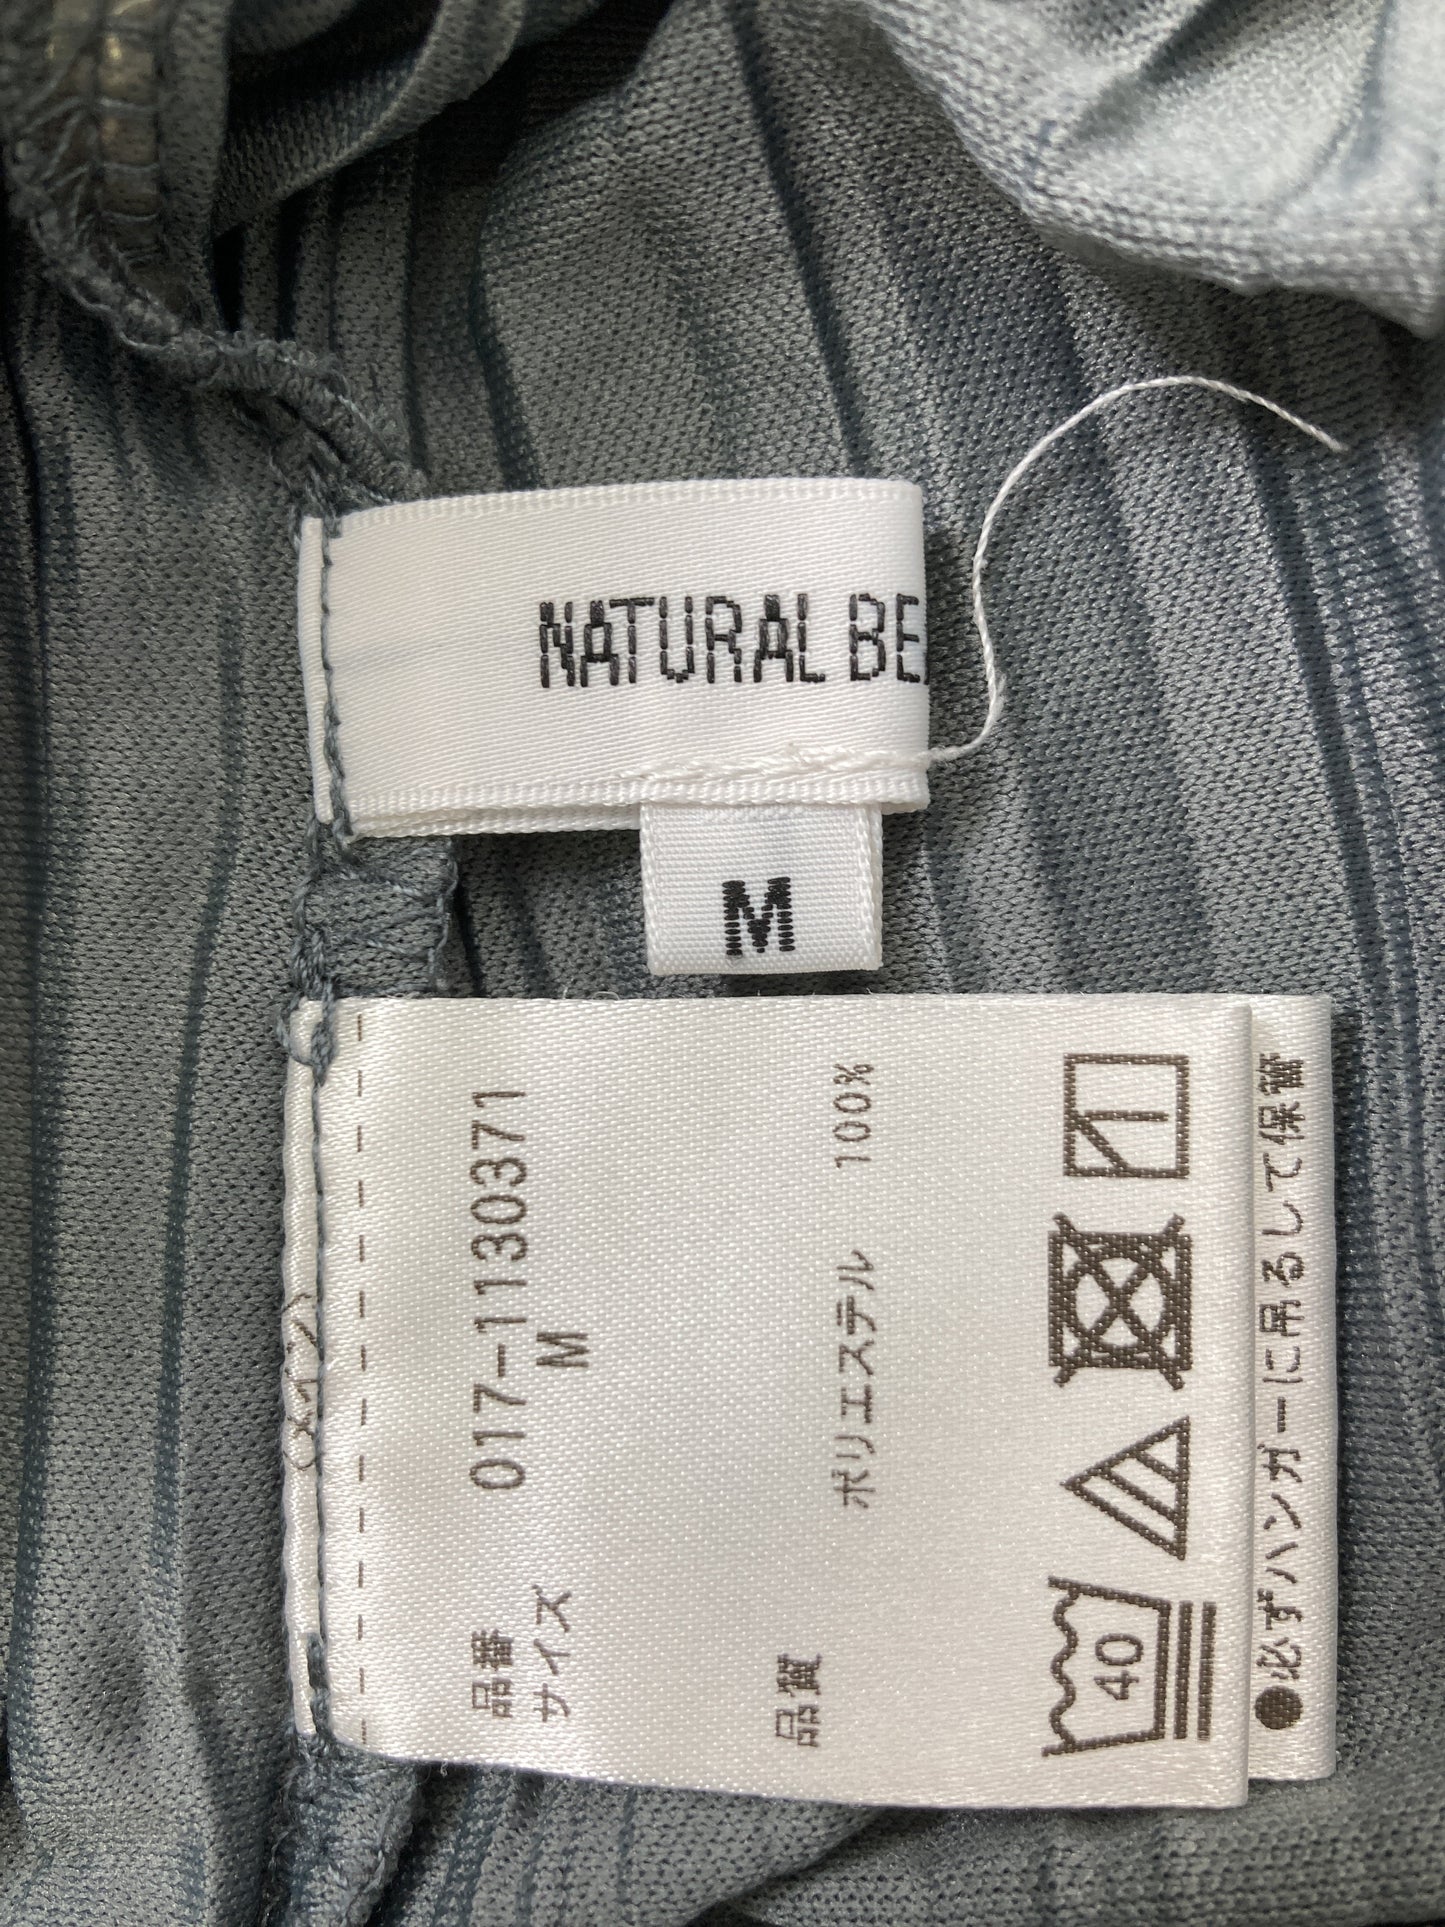 NATURAL BE
M
品番 017-1130371
サイズ M
品質 ポリエステル 100%
40
●必ずハンガーに吊るして保管